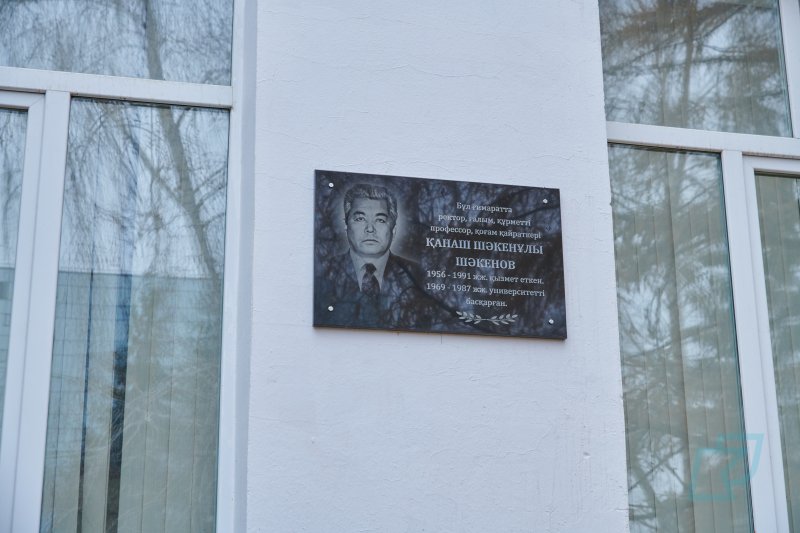 Бұл ғимаратта
ректор, ғалым, құрметті
профессор, қоғам қайраткері
ҚАНАШ ШӘКЕНҰЛЫ
ШӘКЕНОВ
1956 - 1991 жж. қызмет еткен,
1969 - 1987 жж. университетті
басқарған.